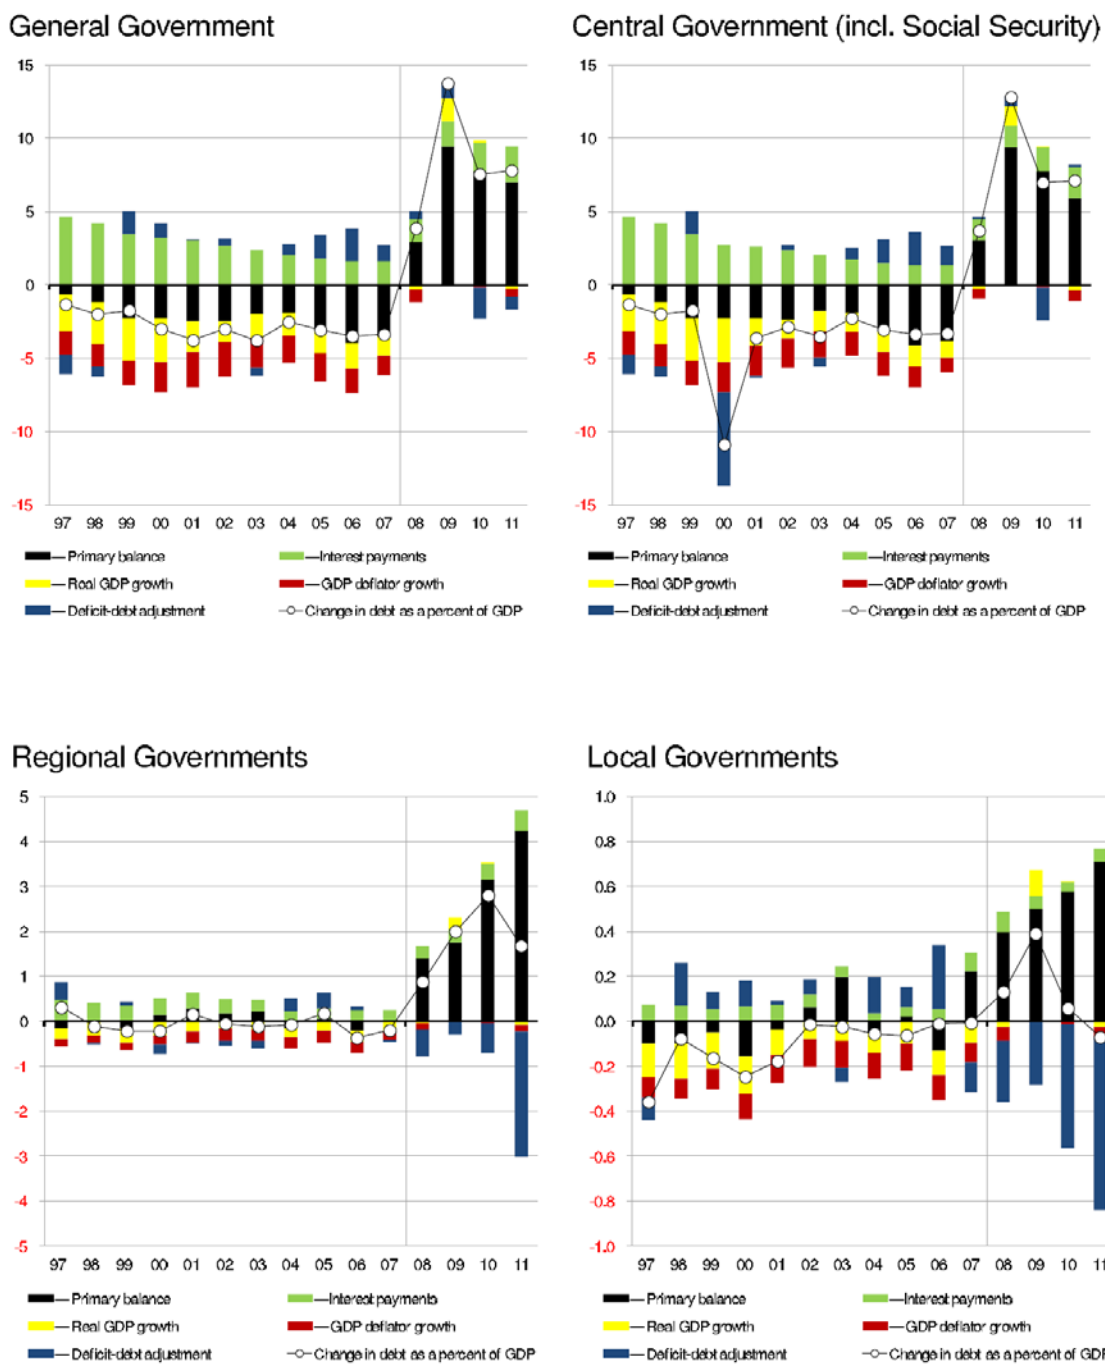 General Government
Central Government (incl. Social Security)
15
10
5
0
-5
-10
-15
97 98 99 00 01 02 03 04 05 06 07 08 09 10 11
15
10
5
0
-5
-10
-15
97 98 99 00 01 02 03 04 05 06 07 08 09 10 11
Primary balance
Interest payments
Real GDP growth
GDP deflator growth
Deficit-debt adjustment
Change in debt as a percent of GDP
Primary balance
Interest payments
Real GDP growth
GDP deflator growth
Deficit-debt adjustment
Change in debt as a percent of GDP
Regional Governments
Local Governments
5
4
3
2
1
0
-1
-2
-3
-4
-5
97 98 99 00 01 02 03 04 05 06 07 08 09 10 11
1.0
0.8
0.6
0.4
0.2
0.0
-0.2
-0.4
-0.6
-0.8
-1.0
97 98 99 00 01 02 03 04 05 06 07 08 09 10 11
Primary balance
Interest payments
Real GDP growth
GDP deflator growth
Deficit-debt adjustment
Change in debt as a percent of GDP
Primary balance
Interest payments
Real GDP growth
GDP deflator growth
Deficit-debt adjustment
Change in debt as a percent of GDP